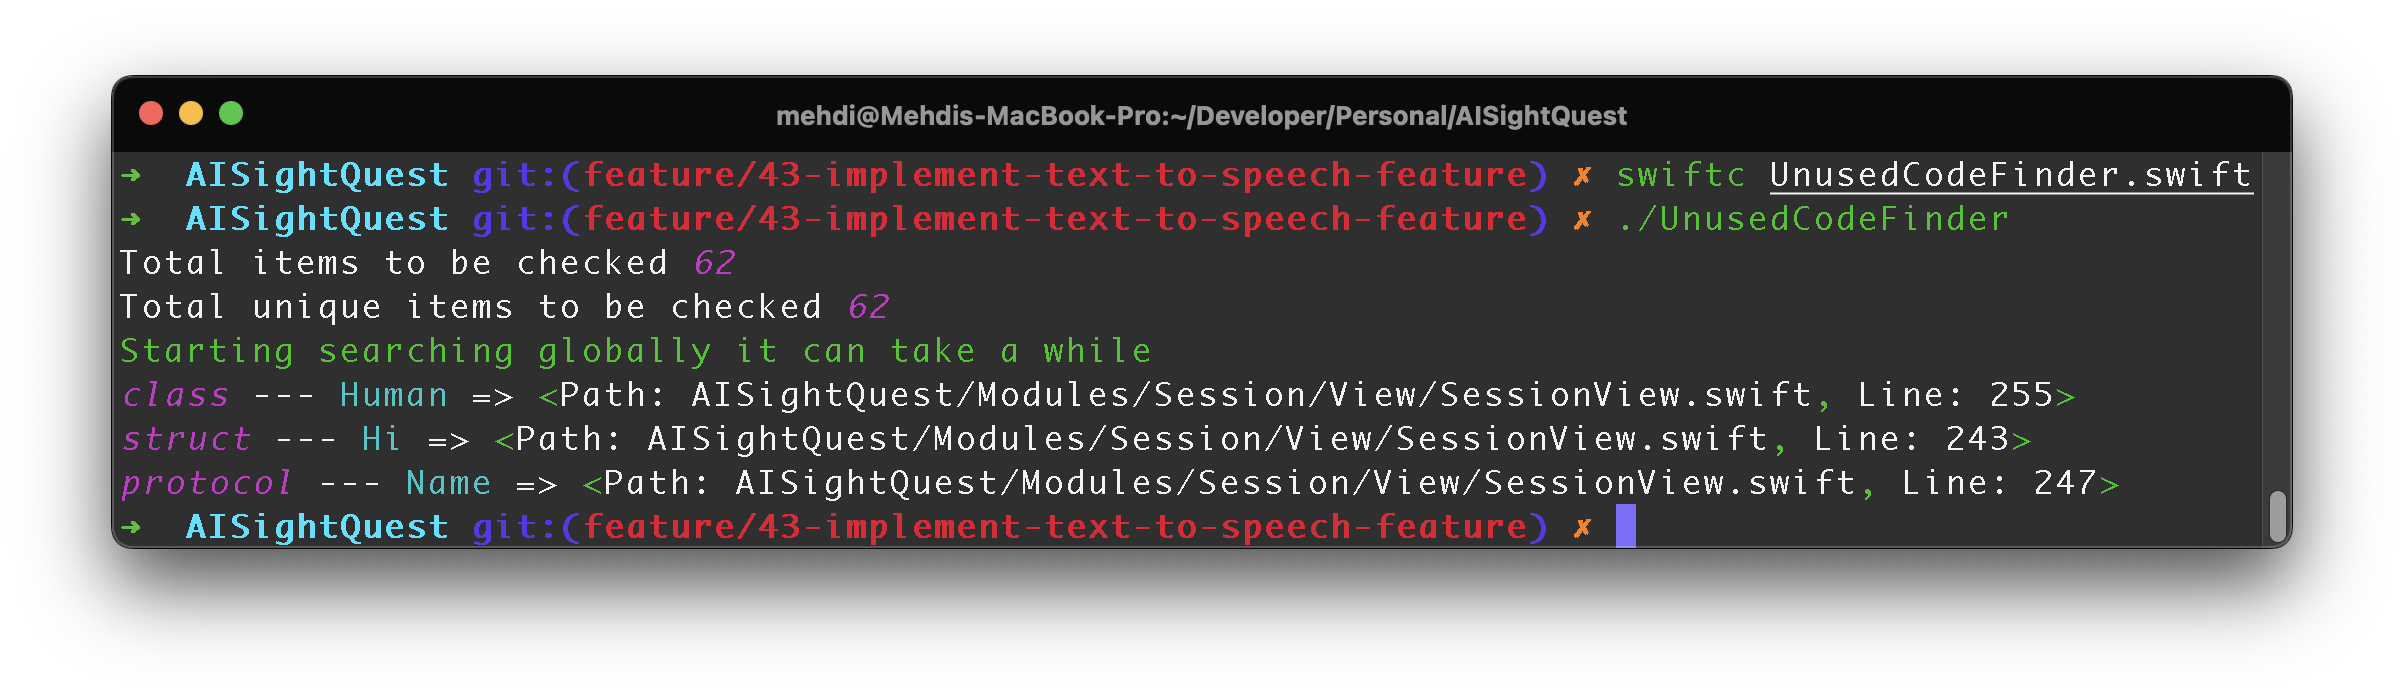 mehdi@Mehdis-MacBook-Pro:~/Developer/Personal/AISightQuest
➜ AISightQuest git:(feature/43-implement-text-to-speech-feature) ✗ swiftc UnusedCodeFinder.swift
➜ AISightQuest git:(feature/43-implement-text-to-speech-feature) ✗ ./UnusedCodeFinder
Total items to be checked 62
Total unique items to be checked 62
Starting searching globally it can take a while
class --- Human => <Path: AISightQuest/Modules/Session/View/SessionView.swift, Line: 255>
struct --- Hi => <Path: AISightQuest/Modules/Session/View/SessionView.swift, Line: 243>
protocol --- Name => <Path: AISightQuest/Modules/Session/View/SessionView.swift, Line: 247>
➜ AISightQuest git:(feature/43-implement-text-to-speech-feature) ✗